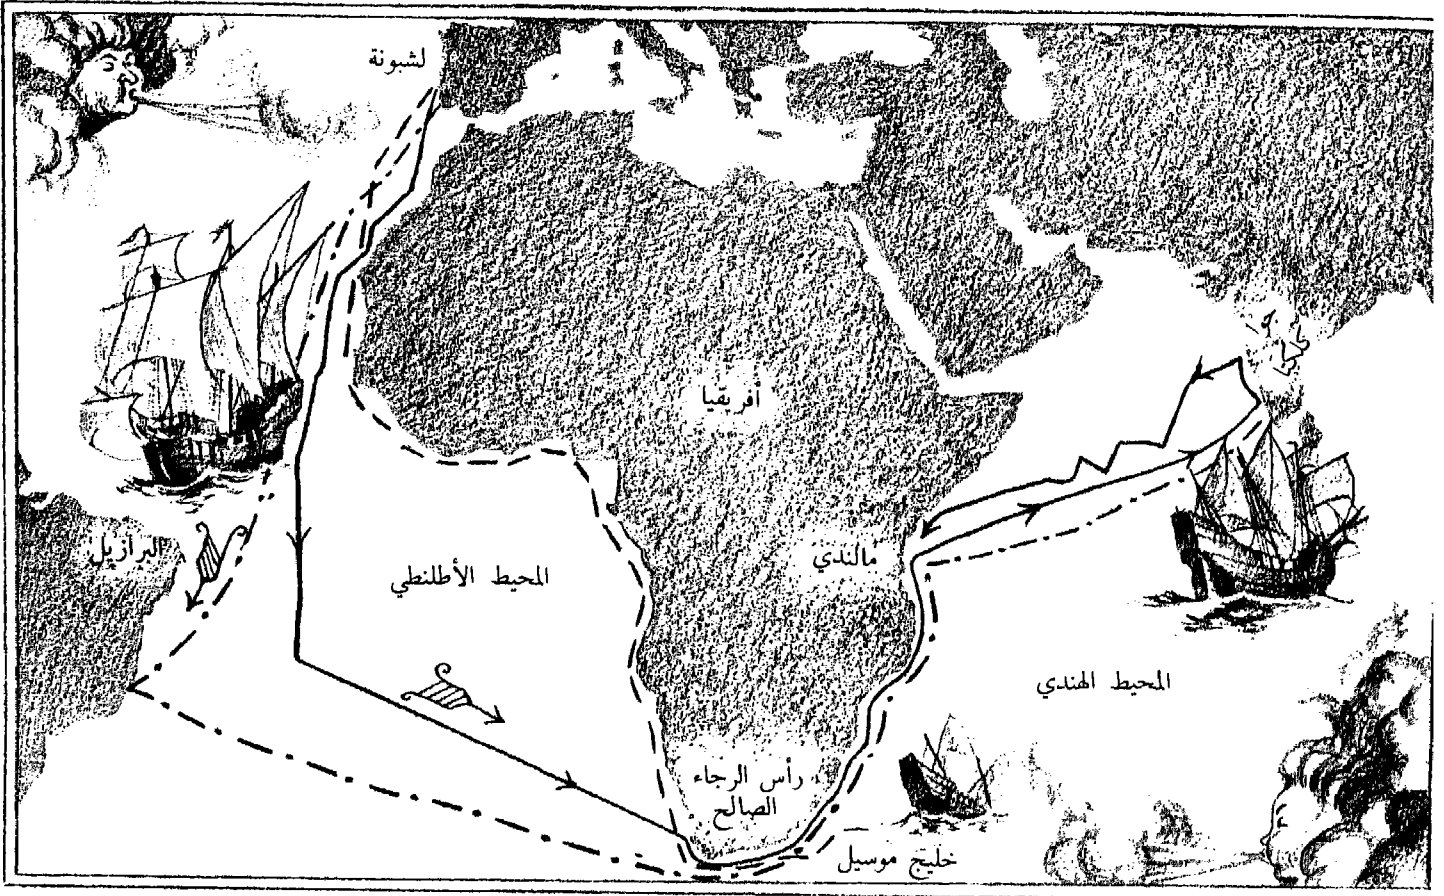 لشبونة
أفريقيا
البرازيل
المحيط الأطلنطي
مالندي
المحيط الهندي
رأس الرجاء
الصالح
خليج موسيل